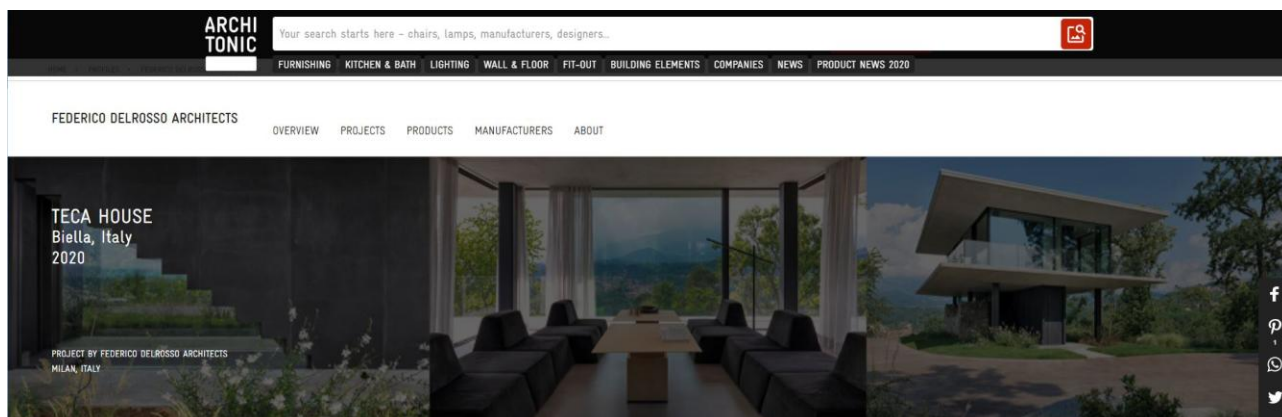 ARCHI
TONIC
Your search starts here – chairs, lamps, manufacturers, designers...
FURNISHING KITCHEN & BATH LIGHTING WALL & FLOOR FIT-OUT BUILDING ELEMENTS COMPANIES NEWS PRODUCT NEWS 2020
FEDERICO DELROSSO ARCHITECTS
OVERVIEW PROJECTS PRODUCTS MANUFACTURERS ABOUT
TECA HOUSE
Biella, Italy
2020
PROJECT BY FEDERICO DELROSSO ARCHITECTS
MILAN, ITALY
1